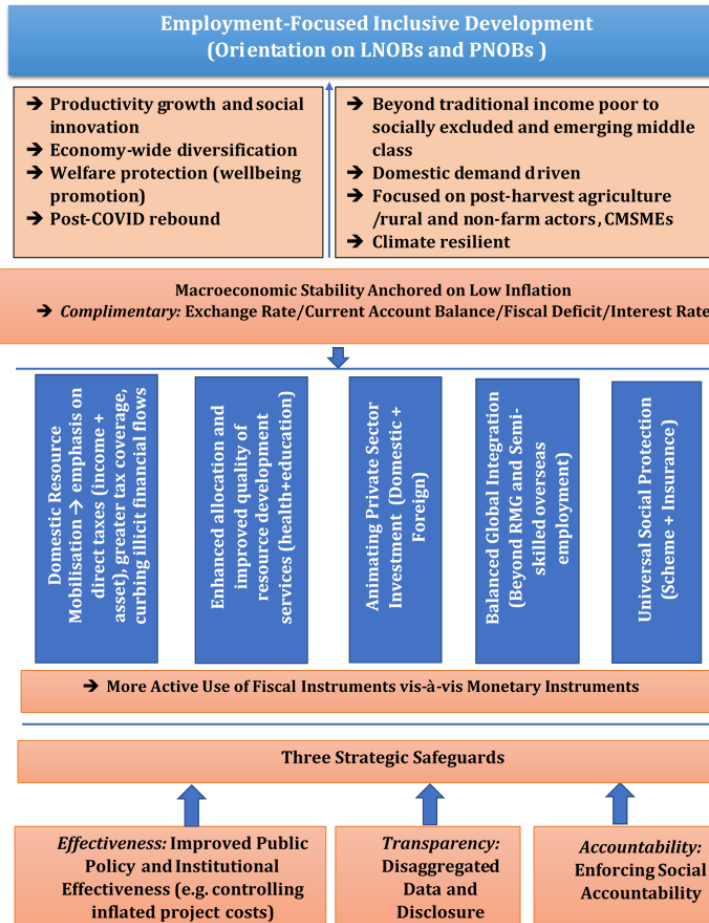 Employment-Focused Inclusive Development
(Orientation on LNOBs and PNOBs )
➔ Productivity growth and social
innovation
➔ Economy-wide diversification
➔ Welfare protection (wellbeing
promotion)
➔ Post-COVID rebound
➔ Beyond traditional income poor to
socially excluded and emerging middle
class
➔ Domestic demand driven
➔ Focused on post-harvest agriculture
/rural and non-farm actors, CMSMEs
➔ Climate resilient
Macroeconomic Stability Anchored on Low Inflation
➔ Complimentary: Exchange Rate/Current Account Balance/Fiscal Deficit/Interest Rate
Domestic Resource
Mobilisation ➔ emphasis on
direct taxes (income +
asset), greater tax coverage,
curbing illicit financial flows
Enhanced allocation and
improved quality of
resource development
services (health+education)
Animating Private Sector
Investment (Domestic +
Foreign)
Balanced Global Integration
(Beyond RMG and Semi-
skilled overseas
employment)
Universal Social Protection
(Scheme + Insurance)
➔ More Active Use of Fiscal Instruments vis-à-vis Monetary Instruments
Three Strategic Safeguards
Effectiveness: Improved Public
Policy and Institutional
Effectiveness (e.g. controlling
inflated project costs)
Transparency:
Disaggregated
Data and
Disclosure
Accountability:
Enforcing Social
Accountability